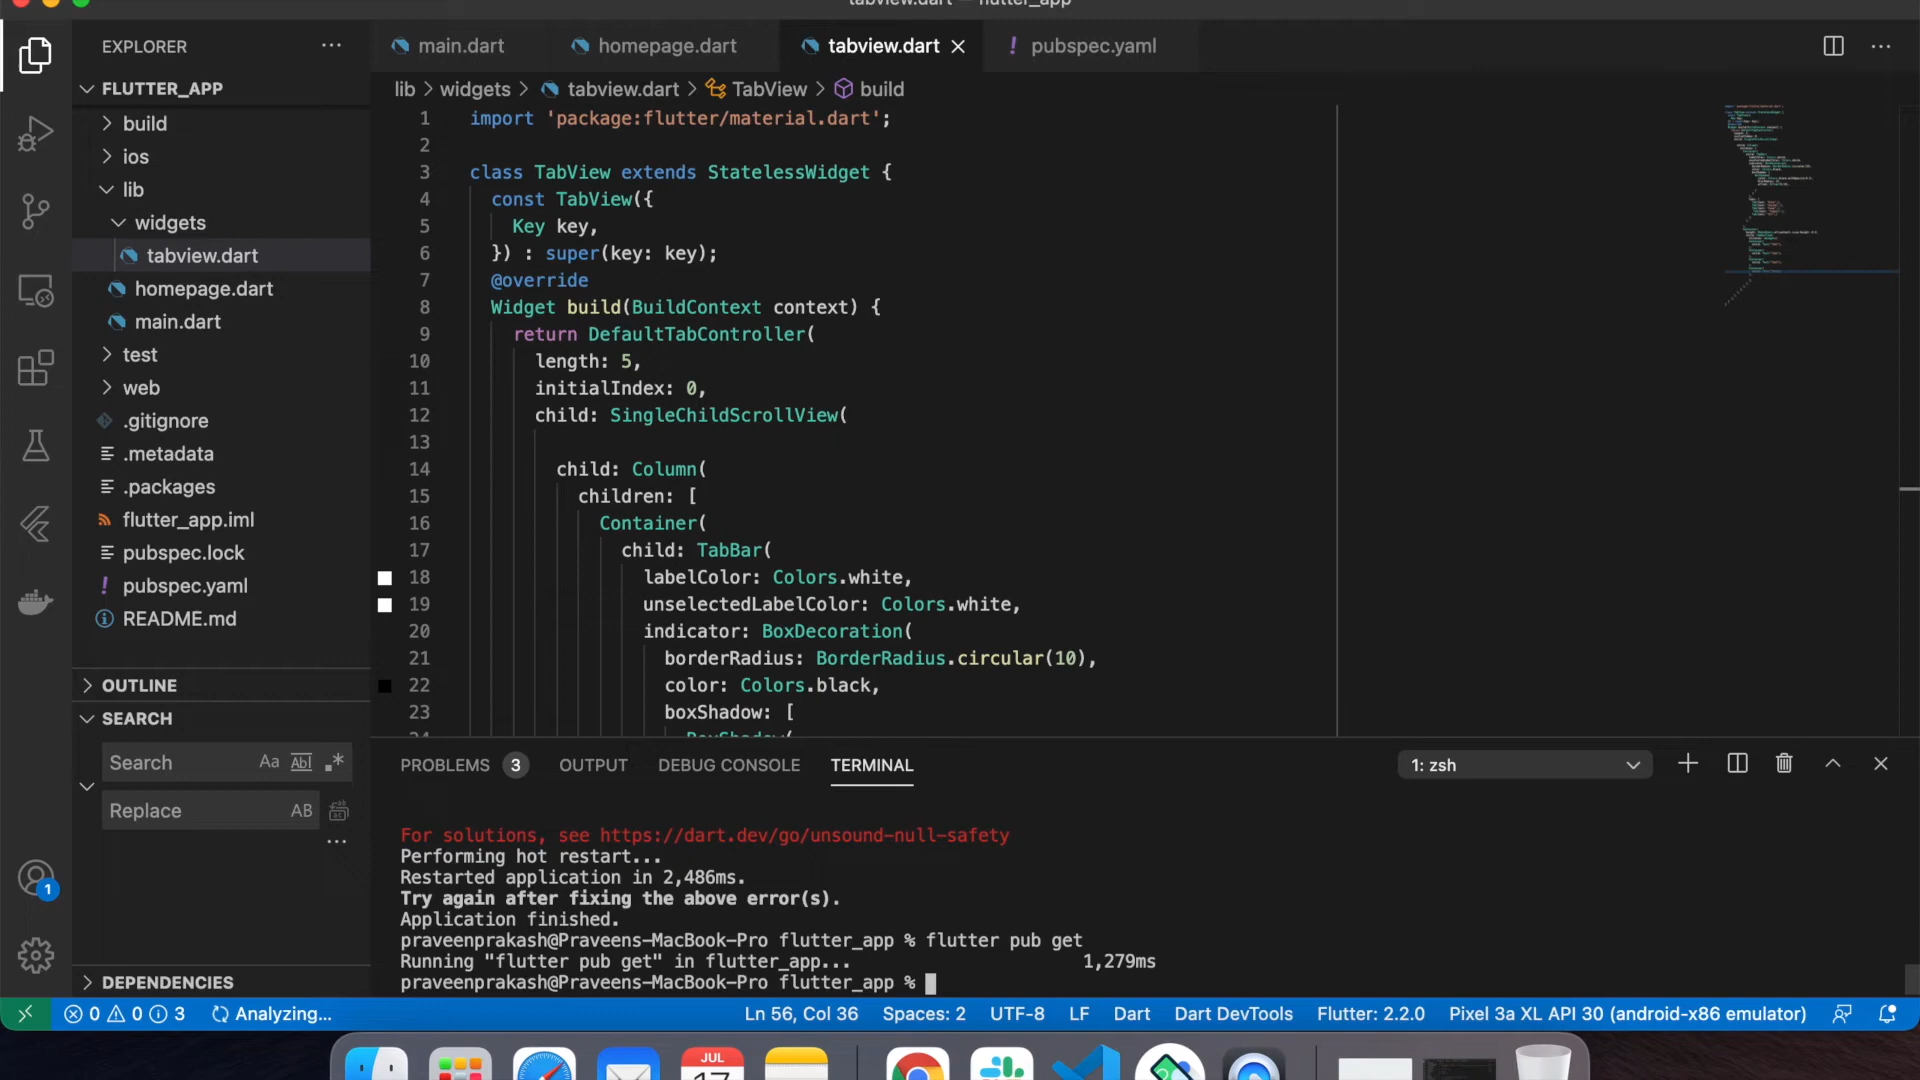 EXPLORER
FLUTTER_APP
build
ios
lib
widgets
tabview.dart
homepage.dart
main.dart
test
web
.gitignore
.metadata
.packages
flutter_app.iml
pubspec.lock
pubspec.yaml
README.md
OUTLINE
SEARCH
Search Aa Abl .*
Replace AB
DEPENDENCIES
1
main.dart homepage.dart tabview.dart pubspec.yaml
lib > widgets > tabview.dart > TabView > build
1 import 'package:flutter/material.dart';
2
3 class TabView extends StatelessWidget {
4 const TabView({
5 Key key,
6 }) : super(key: key);
7 @override
8 Widget build(BuildContext context) {
9 return DefaultTabController(
10 length: 5,
11 initialIndex: 0,
12 child: SingleChildScrollView(
13
14 child: Column(
15 children: [
16 Container(
17 child: TabBar(
18 labelColor: Colors.white,
19 unselectedLabelColor: Colors.white,
20 indicator: BoxDecoration(
21 borderRadius: BorderRadius.circular(10),
22 color: Colors.black,
23 boxShadow: [
PROBLEMS 3 OUTPUT DEBUG CONSOLE TERMINAL 1: zsh
For solutions, see https://dart.dev/go/unsound-null-safety
Performing hot restart...
Restarted application in 2,486ms.
Try again after fixing the above error(s).
Application finished.
praveenprakash@Praveens-MacBook-Pro flutter_app % flutter pub get
Running "flutter pub get" in flutter_app... 1,279ms
praveenprakash@Praveens-MacBook-Pro flutter_app %
0 0 3 Analyzing... Ln 56, Col 36 Spaces: 2 UTF-8 LF Dart Dart DevTools Flutter: 2.2.0 Pixel 3a XL API 30 (android-x86 emulator)
JUL